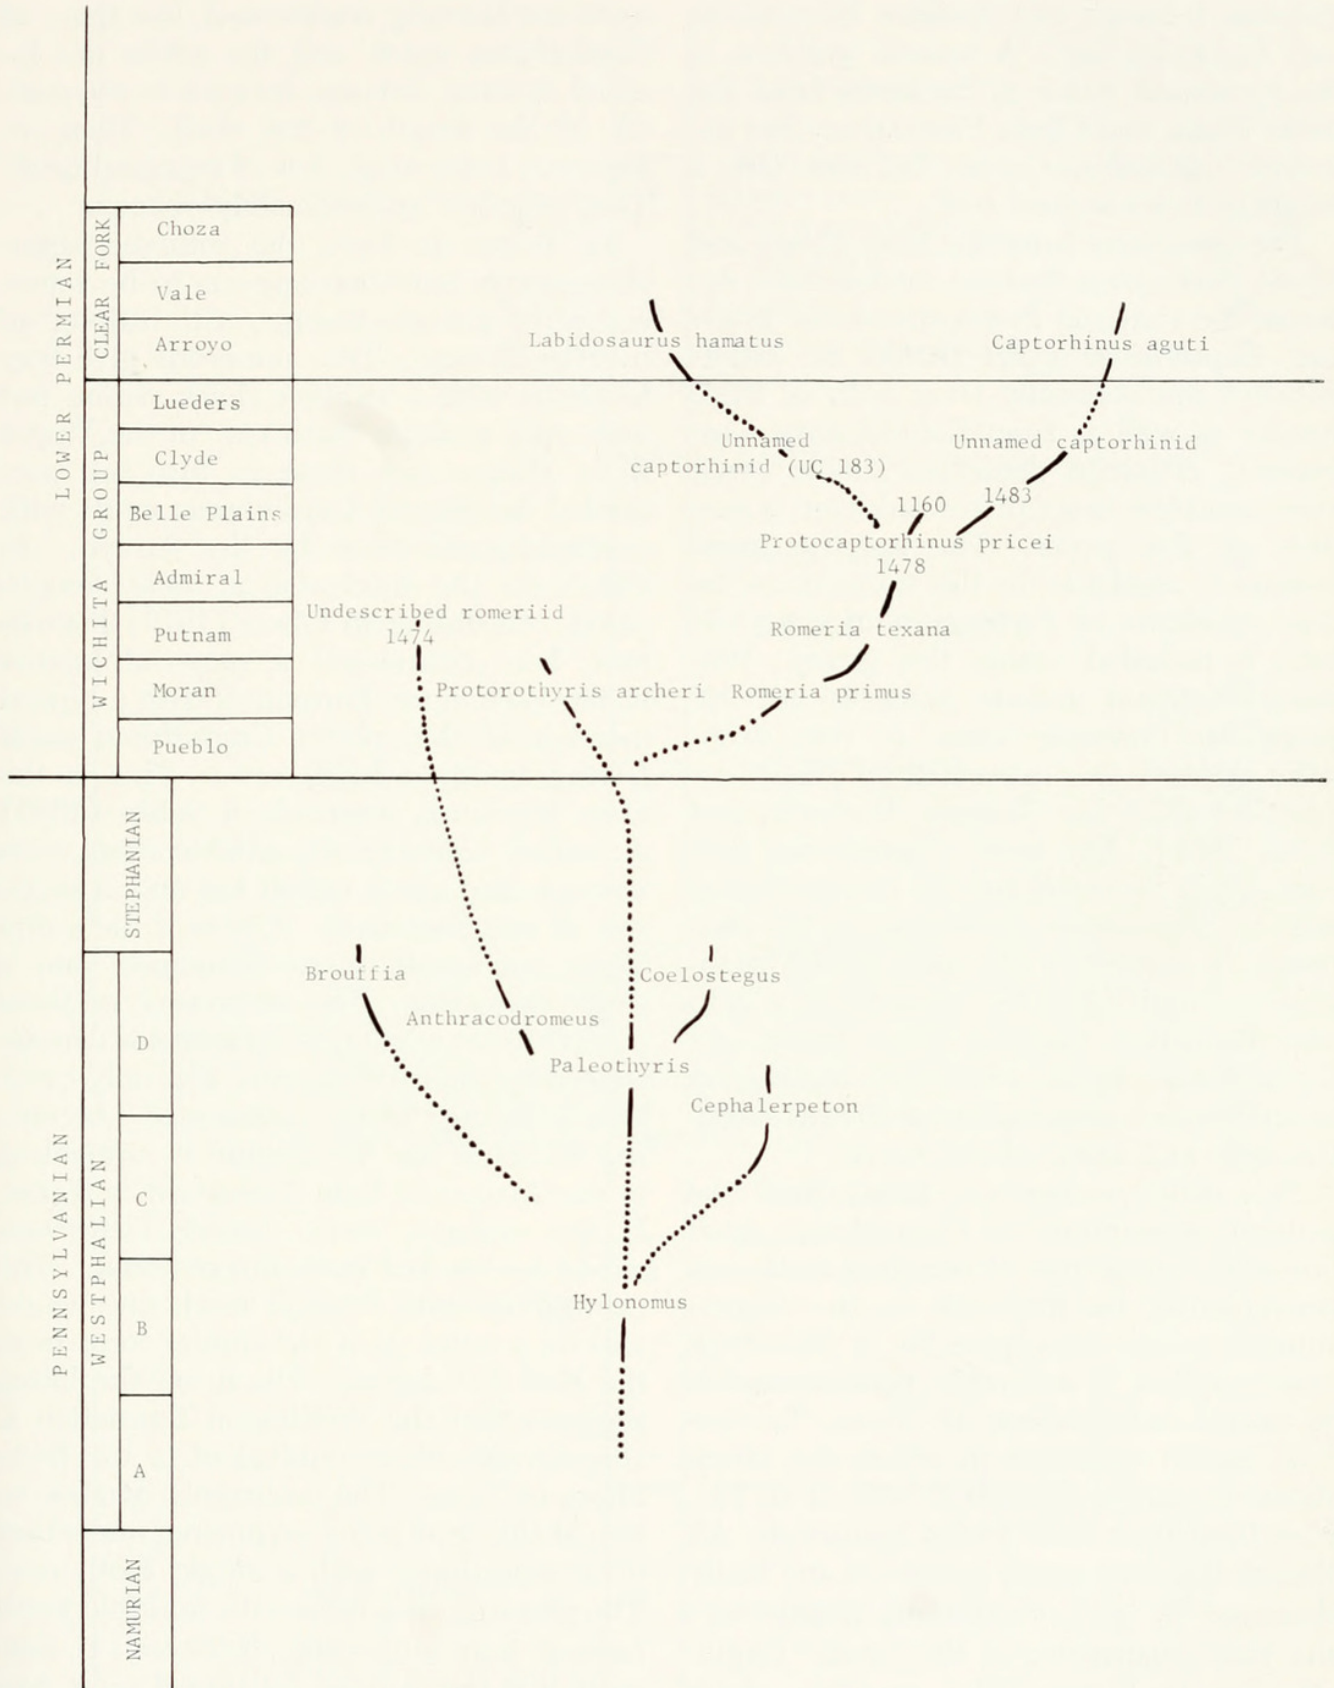 LOWER PERMIAN
CLEAR FORK
Choza
Vale
Arroyo
WICHITA GROUP
Lueders
Clyde
Belle Plains
Admiral
Putnam
Moran
Pueblo
Labidosaurus hamatus
Captorhinus aguti
Unnamed
captorhinid (UC 183)
Unnamed captorhinid
1160
1483
Protocaptorhinus pricei
1478
Undescribed romeriid
1474
Romeria texana
Protorothyris archeri
Romeria primus
PENNSYLVANIAN
STEPHANIAN
WESTPHALIAN
D
C
B
A
NAMURIAN
Brouffia
Coelostegus
Anthracodromeus
Paleothyris
Cephalerpeton
Hylonomus